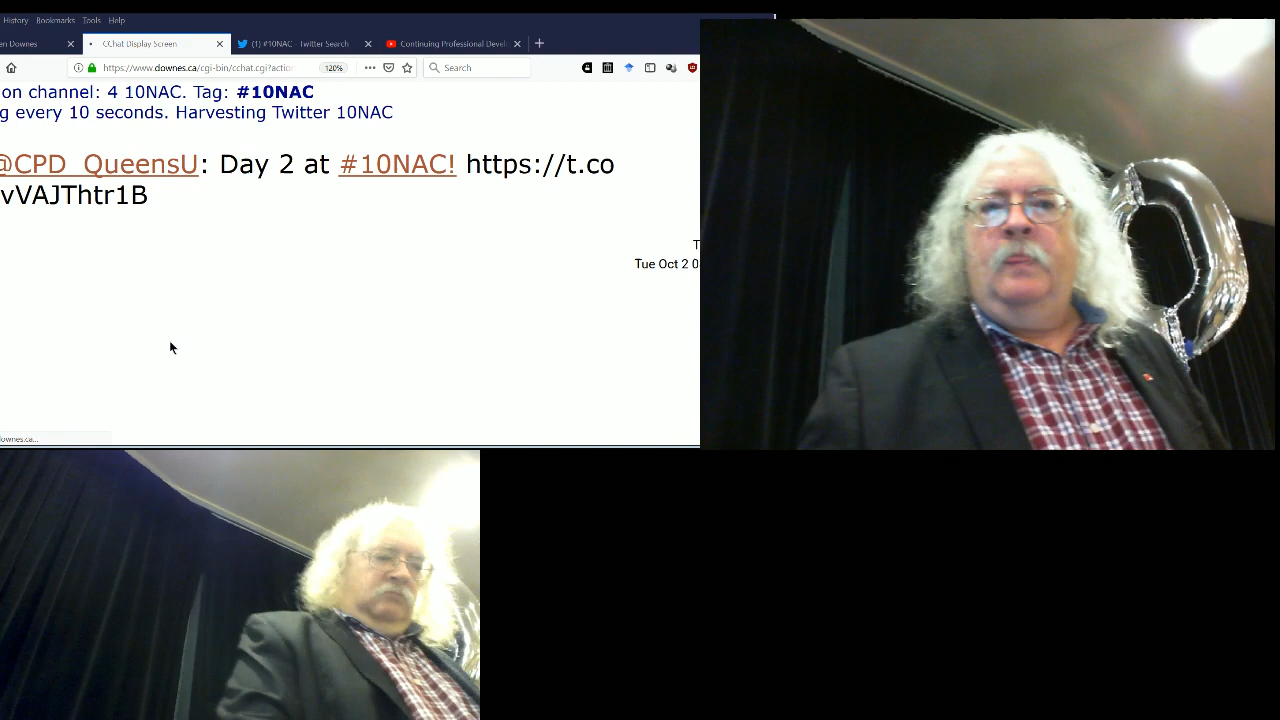 History Bookmarks Tools Help
en Downes × CChat Display Screen × (1) #10NAC - Twitter Search × Continuing Professional Devel ×
https://www.downes.ca/cgi-bin/cchat.cgi?actio 120% Search
on channel: 4 10NAC. Tag: #10NAC
g every 10 seconds. Harvesting Twitter 10NAC
@CPD_QueensU: Day 2 at #10NAC! https://t.co
vVAJThtr1B
T
Tue Oct 2 0
ownes.ca...